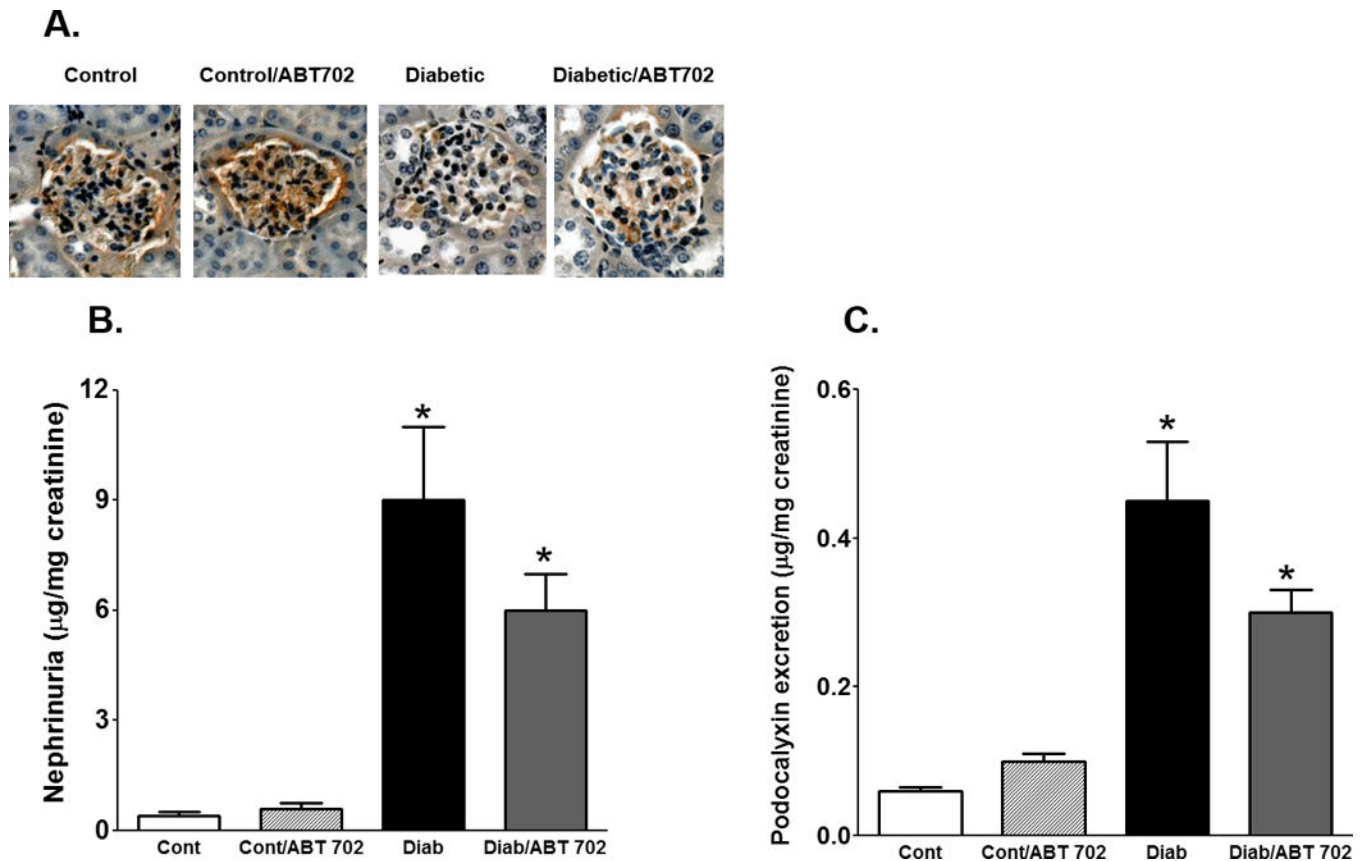 A.
Control Control/ABT702 Diabetic Diabetic/ABT702
B.
Nephrinuria (μg/mg creatinine)
12
9
6
3
0
* *
Cont Cont/ABT 702 Diab Diab/ABT 702
C.
Podocalyxin excretion (μg/mg creatinine)
0.6
0.4
0.2
0.0
* *
Cont Cont/ABT 702 Diab Diab/ABT 702